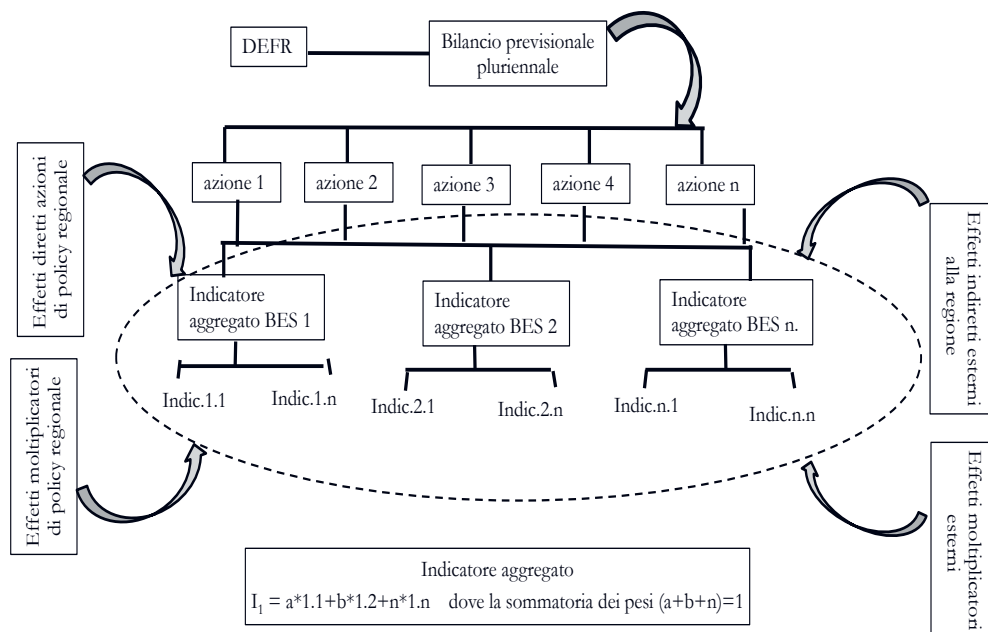 DEFR
Bilancio previsionale
pluriennale
azione 1
azione 2
azione 3
azione 4
azione n
Effetti diretti azioni
di policy regionale
Effetti indiretti esterni
alla regione
Indicatore
aggregato BES 1
Indicatore
aggregato BES 2
Indicatore
aggregato BES n.
Indic.1.1
Indic.1.n
Indic.2.1
Indic.2.n
Indic.n.1
Indic.n.n
Effetti moltiplicatori
di policy regionale
Effetti moltiplicatori
esterni
Indicatore aggregato
I₁ = a*1.1+b*1.2+n*1.n dove la sommatoria dei pesi (a+b+n)=1